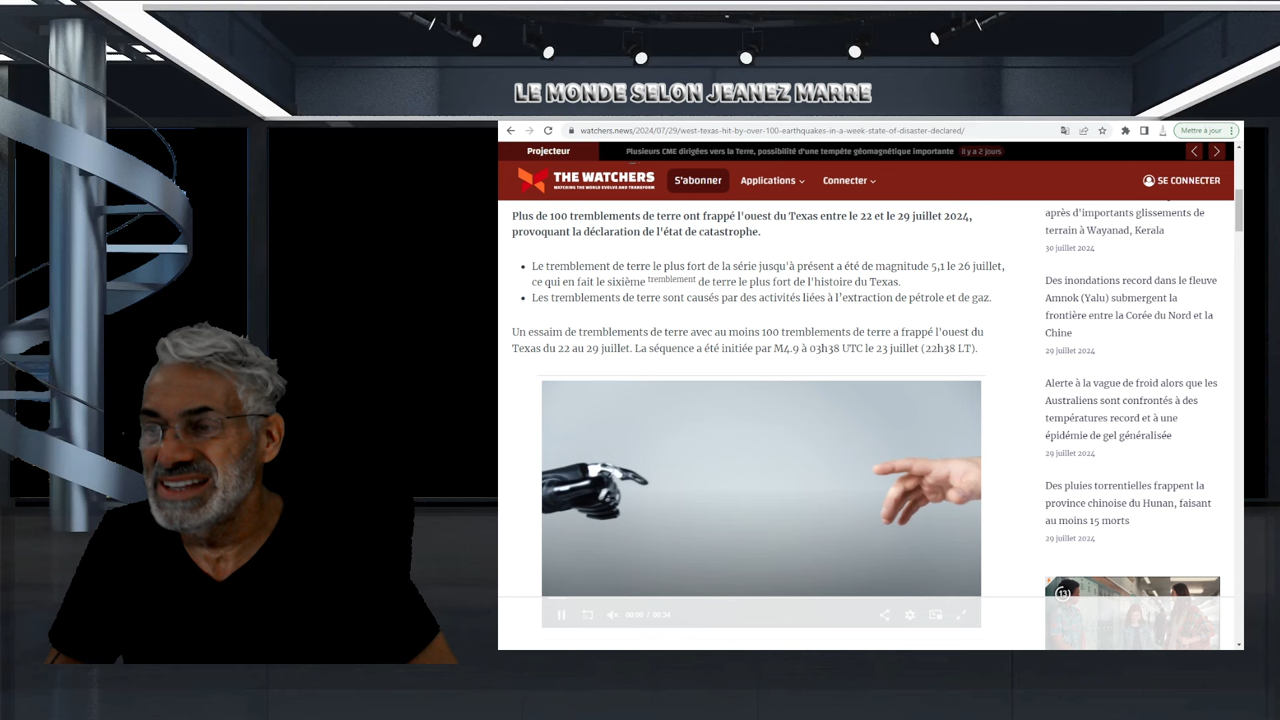 LE MONDE SELON JEANEZ MARRE
watchers.news/2024/07/29/west-texas-hit-by-over-100-earthquakes-in-a-week-state-of-disaster-declared/
Mettre à jour
Projecteur
Plusieurs CME dirigées vers la Terre, possibilité d'une tempête géomagnétique importante
il y a 2 jours
THE WATCHERS
WATCHING THE WORLD EVOLVE AND TRANSFORM
S'abonner
Applications
Connecter
SE CONNECTER
Plus de 100 tremblements de terre ont frappé l'ouest du Texas entre le 22 et le 29 juillet 2024,
provoquant la déclaration de l'état de catastrophe.
• Le tremblement de terre le plus fort de la série jusqu'à présent a été de magnitude 5,1 le 26 juillet,
ce qui en fait le sixième tremblement de terre le plus fort de l'histoire du Texas.
• Les tremblements de terre sont causés par des activités liées à l'extraction de pétrole et de gaz.
Un essaim de tremblements de terre avec au moins 100 tremblements de terre a frappé l'ouest du
Texas du 22 au 29 juillet. La séquence a été initiée par M4.9 à 03h38 UTC le 23 juillet (22h38 LT).
00:00 / 00:34
après d'importants glissements de
terrain à Wayanad, Kerala
30 juillet 2024
Des inondations record dans le fleuve
Amnok (Yalu) submergent la
frontière entre la Corée du Nord et la
Chine
29 juillet 2024
Alerte à la vague de froid alors que les
Australiens sont confrontés à des
températures record et à une
épidémie de gel généralisée
29 juillet 2024
Des pluies torrentielles frappent la
province chinoise du Hunan, faisant
au moins 15 morts
29 juillet 2024
13